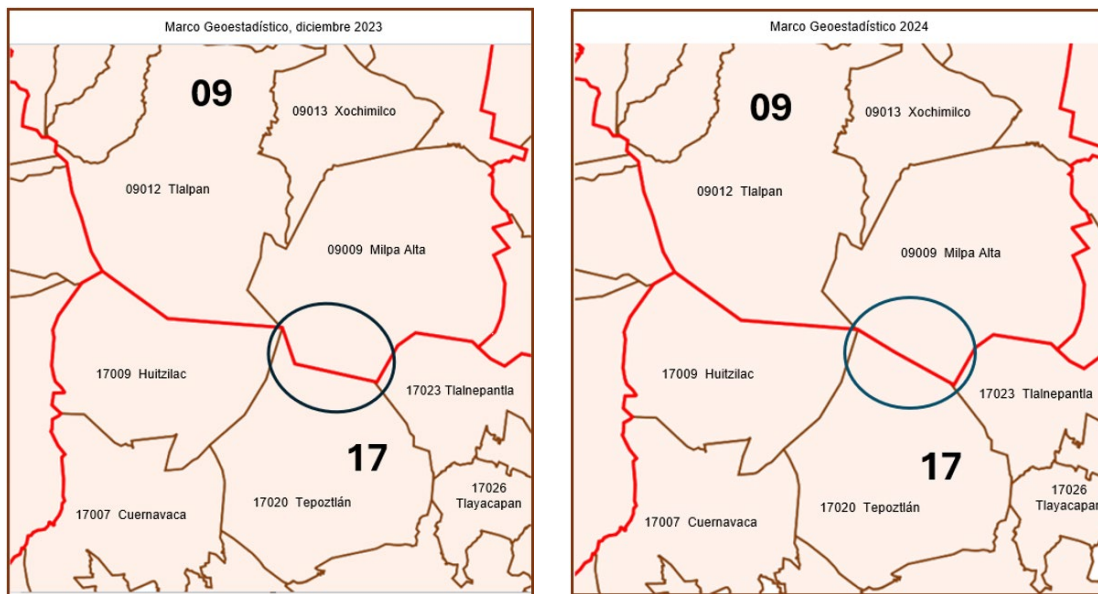 Marco Geoestadístico, diciembre 2023
09
09013 Xochimilco
09012 Tlalpan
09009 Milpa Alta
17009 Huitzilac
17023 Tlalnepantla
17
17026
Tlayacapan
17020 Tepoztlán
17007 Cuernavaca
Marco Geoestadístico 2024
09
09013 Xochimilco
09012 Tlalpan
09009 Milpa Alta
17009 Huitzilac
17023 Tlalnepantla
17
17026
Tlayacapan
17020 Tepoztlán
17007 Cuernavaca